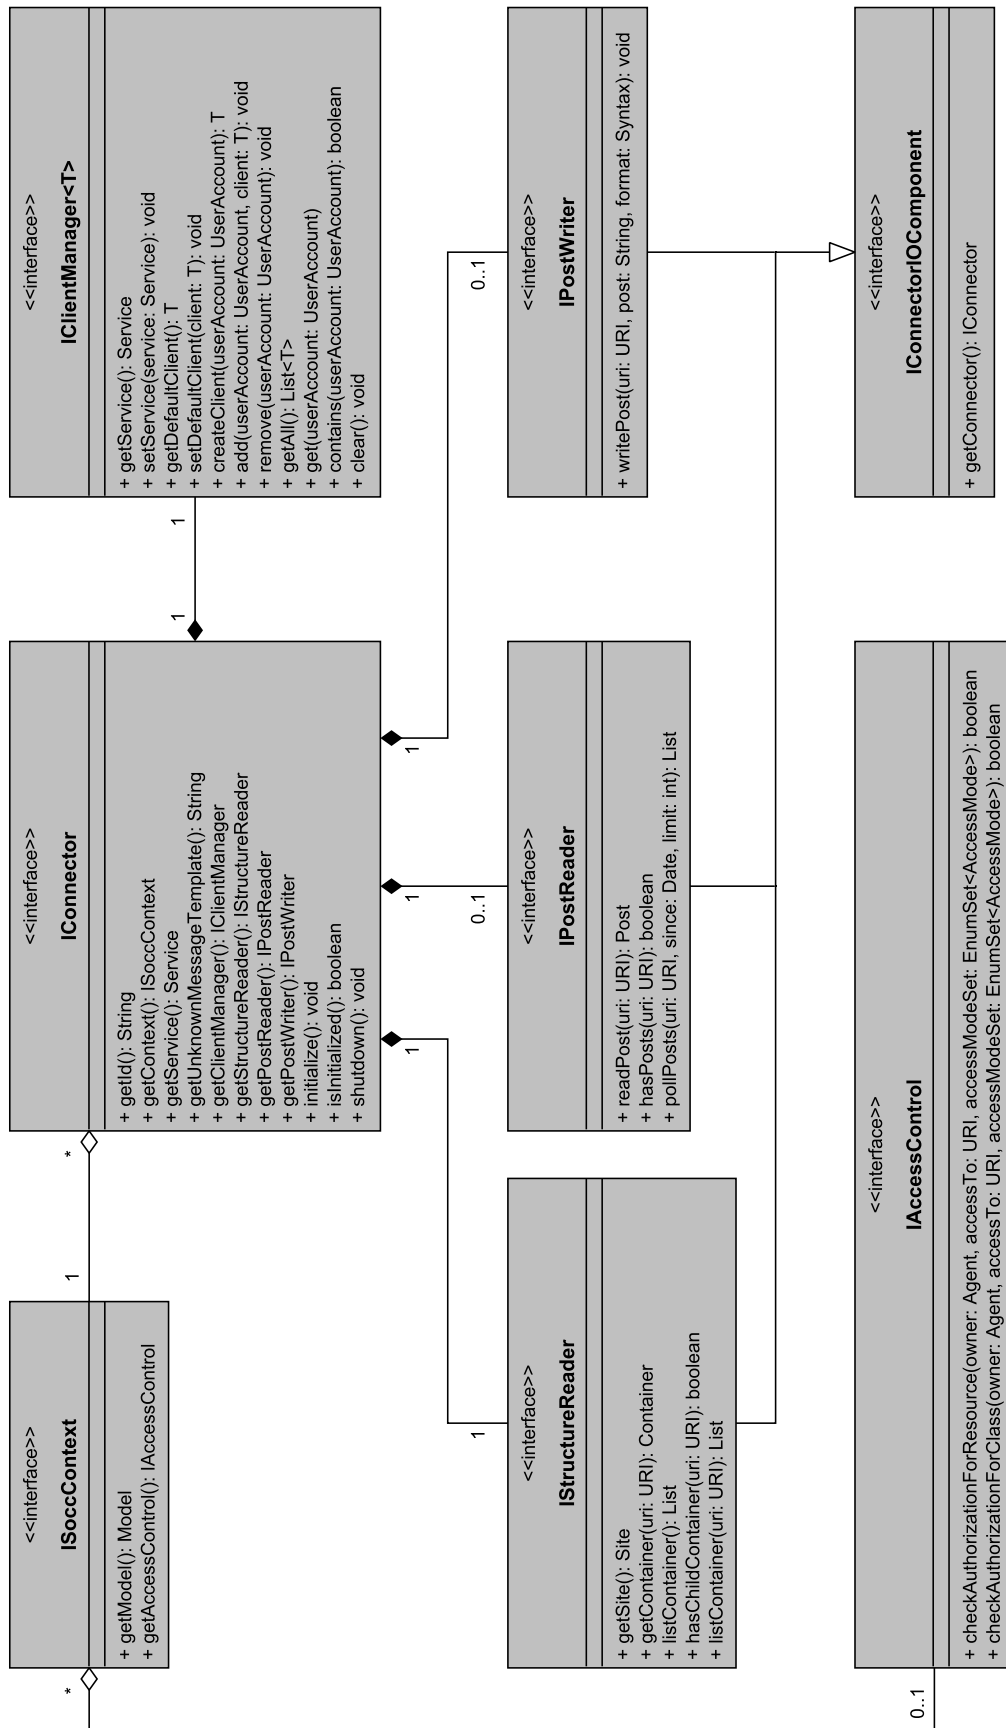 <<interface>>
ISoccContext
+ getModel(): Model
+ getAccessControl(): IAccessControl
*
1
*
<<interface>>
IConnector
+ getId(): String
+ getContext(): ISoccContext
+ getService(): Service
+ getUnknownMessageTemplate(): String
+ getClientManager(): IClientManager
+ getStructureReader(): IStructureReader
+ getPostReader(): IPostReader
+ getPostWriter(): IPostWriter
+ initialize(): void
+ isInitialized(): boolean
+ shutdown(): void
1
1
<<interface>>
IClientManager<T>
+ getService(): Service
+ setService(service: Service): void
+ getDefaultClient(): T
+ setDefaultClient(client: T): void
+ createClient(userAccount: UserAccount): T
+ add(userAccount: UserAccount, client: T): void
+ remove(userAccount: UserAccount): void
+ getAll(): List<T>
+ get(userAccount: UserAccount)
+ contains(userAccount: UserAccount): boolean
+ clear(): void
1
1
1
1
0..1
0..1
<<interface>>
IStructureReader
+ getSite(): Site
+ getContainer(uri: URI): Container
+ listContainer(): List
+ hasChildContainer(uri: URI): boolean
+ listContainer(uri: URI): List
<<interface>>
IPostReader
+ readPost(uri: URI): Post
+ hasPosts(uri: URI): boolean
+ pollPosts(uri: URI, since: Date, limit: int): List
<<interface>>
IPostWriter
+ writePost(uri: URI, post: String, format: Syntax): void
0..1
<<interface>>
IAccessControl
+ checkAuthorizationForResource(owner: Agent, accessTo: URI, accessModeSet: EnumSet<AccessMode>): boolean
+ checkAuthorizationForClass(owner: Agent, accessTo: URI, accessModeSet: EnumSet<AccessMode>): boolean
<<interface>>
IConnectorIOComponent
+ getConnector(): IConnector